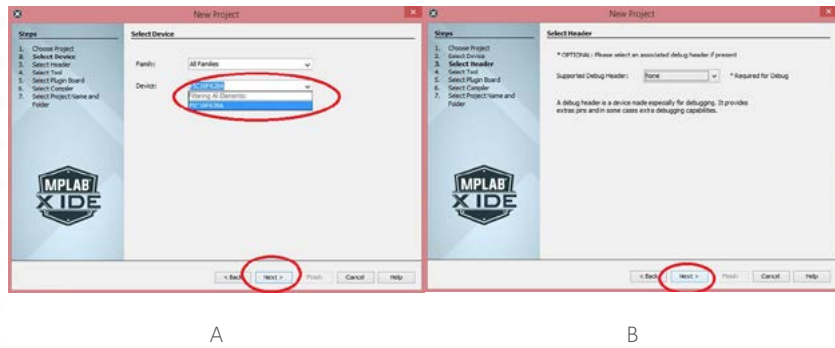 New Project
Steps
1. Choose Project
2. Select Device
3. Select Header
4. Select Tool
5. Select Plugin Board
6. Select Compiler
7. Select Project Name and
Folder
Select Device
Family: All Families
Device:
Filtering All Elements:
MPLAB
X IDE
< Back
Next >
Finish
Cancel
Help
A
New Project
Steps
1. Choose Project
2. Select Device
3. Select Header
4. Select Tool
5. Select Plugin Board
6. Select Compiler
7. Select Project Name and
Folder
Select Header
* OPTIONAL: Please select an associated debug header if present
Supported Debug Header: None * Required for Debug
A debug header is a device made especially for debugging. It provides
extras pins and in some cases extra debugging capabilities.
MPLAB
X IDE
< Back
Next >
Finish
Cancel
Help
B